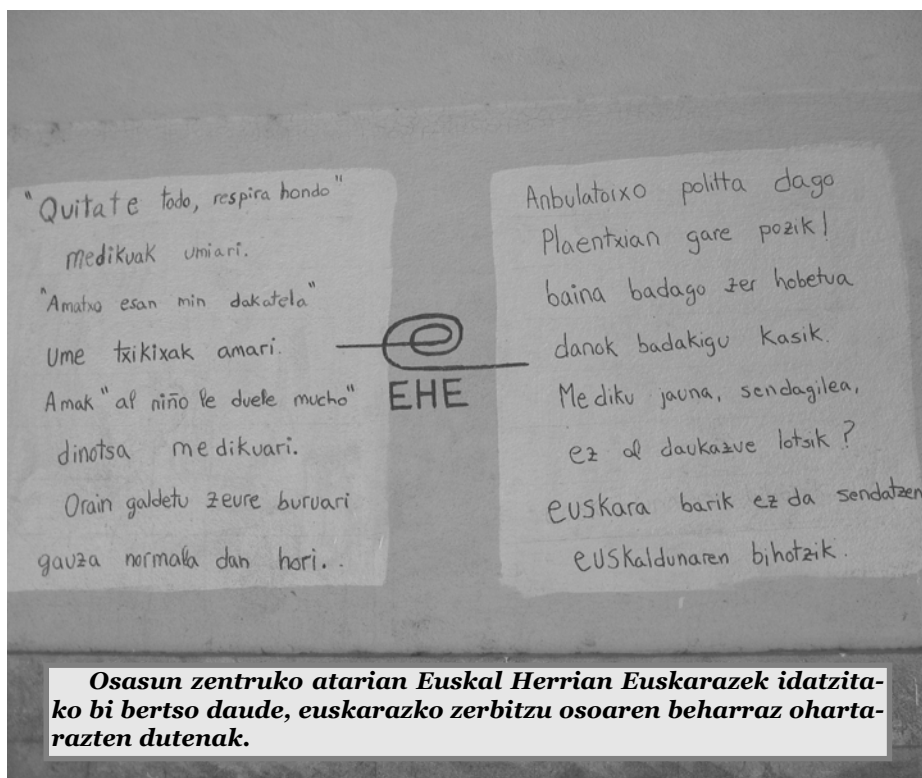 "Quitate todo, respira hondo"
medikuak umiari.
"Amatxo esan min dakatela"
Ume txikixak amari.
Amak "al niño le duele mucho"
dinotsa medikuari.
Orain galdetu zeure buruari
gauza normala dan hori..
EHE
Anbulatoixo politta dago
Plaentxian gare pozik!
baina badago zer hobetua
danok badakigu kasik.
Mediku jauna, sendagilea,
ez al daukazue lotsik?
euskara barik ez da sendatzen
euskaldunaren bihotzik.
Osasun zentruko atarian Euskal Herrian Euskarazek idatzita-
ko bi bertso daude, euskarazko zerbitzu osoaren beharraz oharta-
razten dutenak.